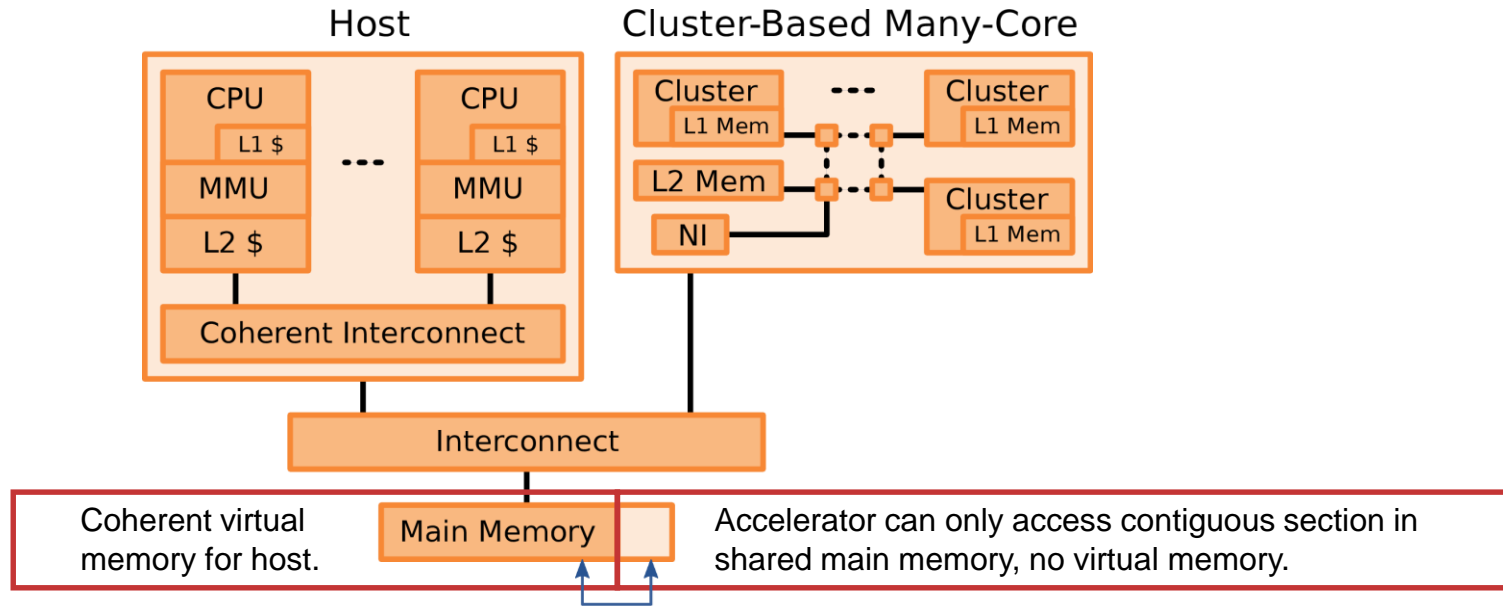 Host
Cluster-Based Many-Core
CPU
L1 $
MMU
L2 $
CPU
L1 $
MMU
L2 $
Coherent Interconnect
Cluster
L1 Mem
Cluster
L1 Mem
L2 Mem
Cluster
L1 Mem
NI
Interconnect
Coherent virtual
memory for host.
Main Memory
Accelerator can only access contiguous section in
shared main memory, no virtual memory.